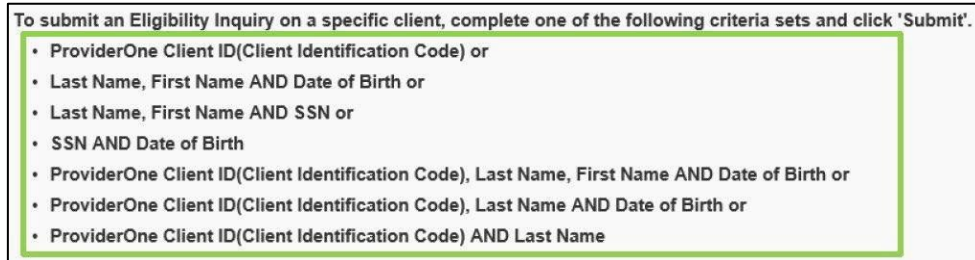 To submit an Eligibility Inquiry on a specific client, complete one of the following criteria sets and click 'Submit'.
• ProviderOne Client ID(Client Identification Code) or
• Last Name, First Name AND Date of Birth or
• Last Name, First Name AND SSN or
• SSN AND Date of Birth
• ProviderOne Client ID(Client Identification Code), Last Name, First Name AND Date of Birth or
• ProviderOne Client ID(Client Identification Code), Last Name AND Date of Birth or
• ProviderOne Client ID(Client Identification Code) AND Last Name